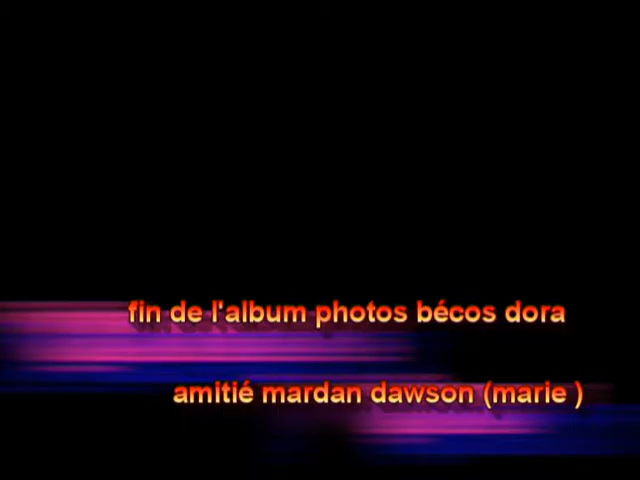 fin de l'album photos bécos dora
amitié mardan dawson (marie )